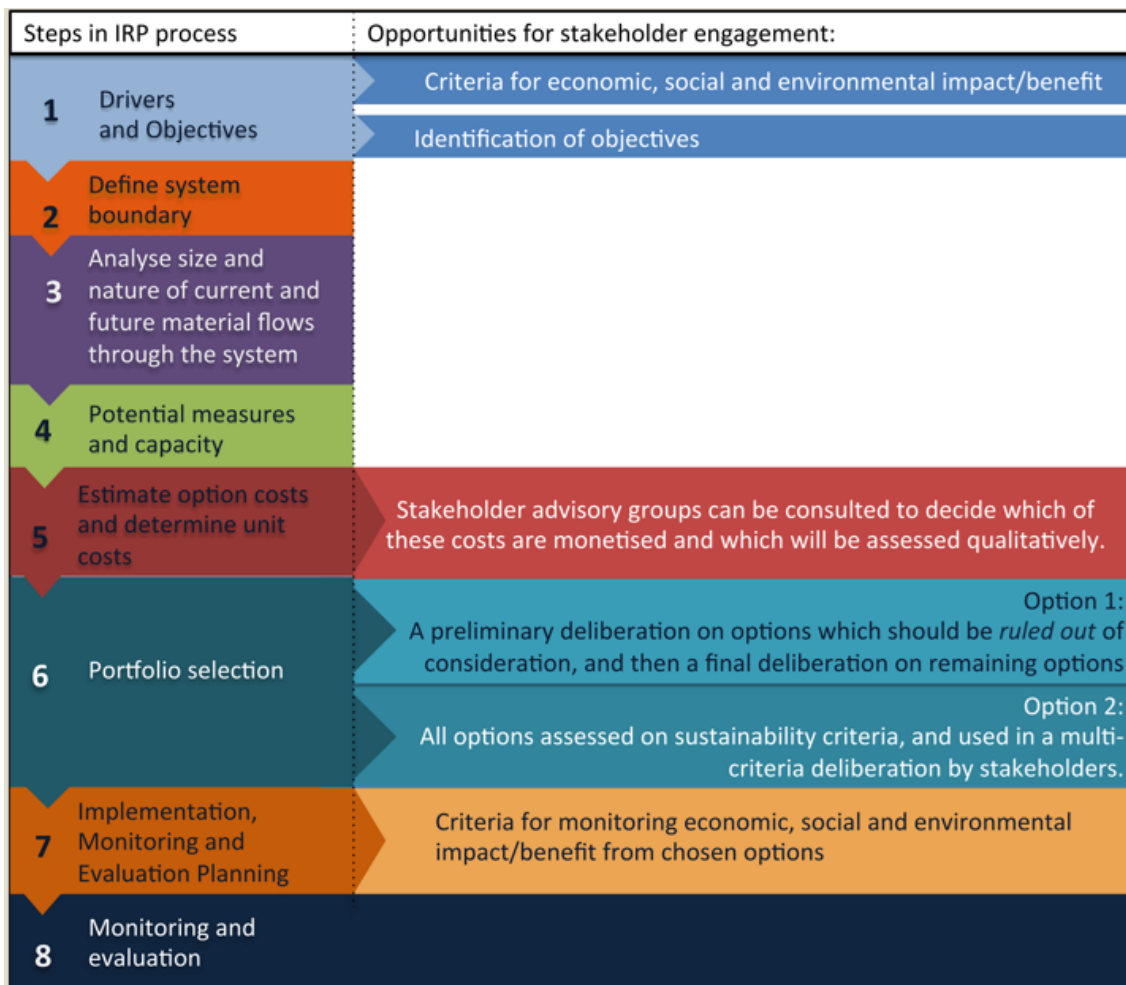 Steps in IRP process
Opportunities for stakeholder engagement:
1
Drivers
and Objectives
Criteria for economic, social and environmental impact/benefit
Identification of objectives
2
Define system
boundary
3
Analyse size and
nature of current and
future material flows
through the system
4
Potential measures
and capacity
5
Estimate option costs
and determine unit
costs
Stakeholder advisory groups can be consulted to decide which of
these costs are monetised and which will be assessed qualitatively.
6
Portfolio selection
Option 1:
A preliminary deliberation on options which should be ruled out of
consideration, and then a final deliberation on remaining options
Option 2:
All options assessed on sustainability criteria, and used in a multi-
criteria deliberation by stakeholders.
7
Implementation,
Monitoring and
Evaluation Planning
Criteria for monitoring economic, social and environmental
impact/benefit from chosen options
8
Monitoring and
evaluation